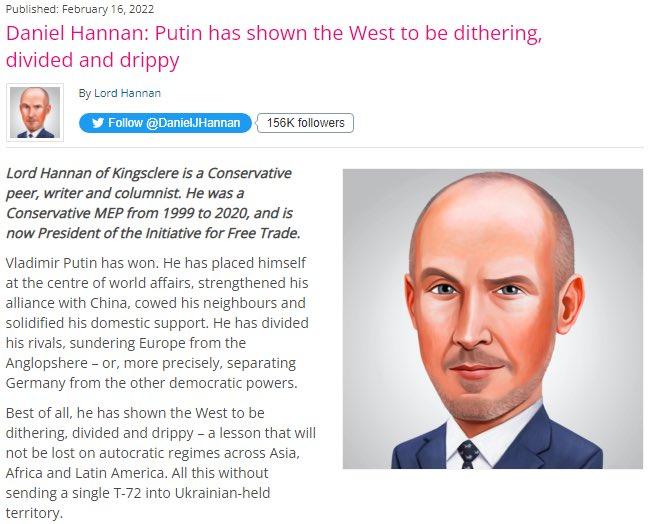 Published: February 16, 2022
Daniel Hannan: Putin has shown the West to be dithering,
divided and drippy
By Lord Hannan
Follow @DanielJHannan
156K followers
Lord Hannan of Kingsclere is a Conservative
peer, writer and columnist. He was a
Conservative MEP from 1999 to 2020, and is
now President of the Initiative for Free Trade.
Vladimir Putin has won. He has placed himself
at the centre of world affairs, strengthened his
alliance with China, cowed his neighbours and
solidified his domestic support. He has divided
his rivals, sundering Europe from the
Anglopshere – or, more precisely, separating
Germany from the other democratic powers.
Best of all, he has shown the West to be
dithering, divided and drippy – a lesson that will
not be lost on autocratic regimes across Asia,
Africa and Latin America. All this without
sending a single T-72 into Ukrainian-held
territory.